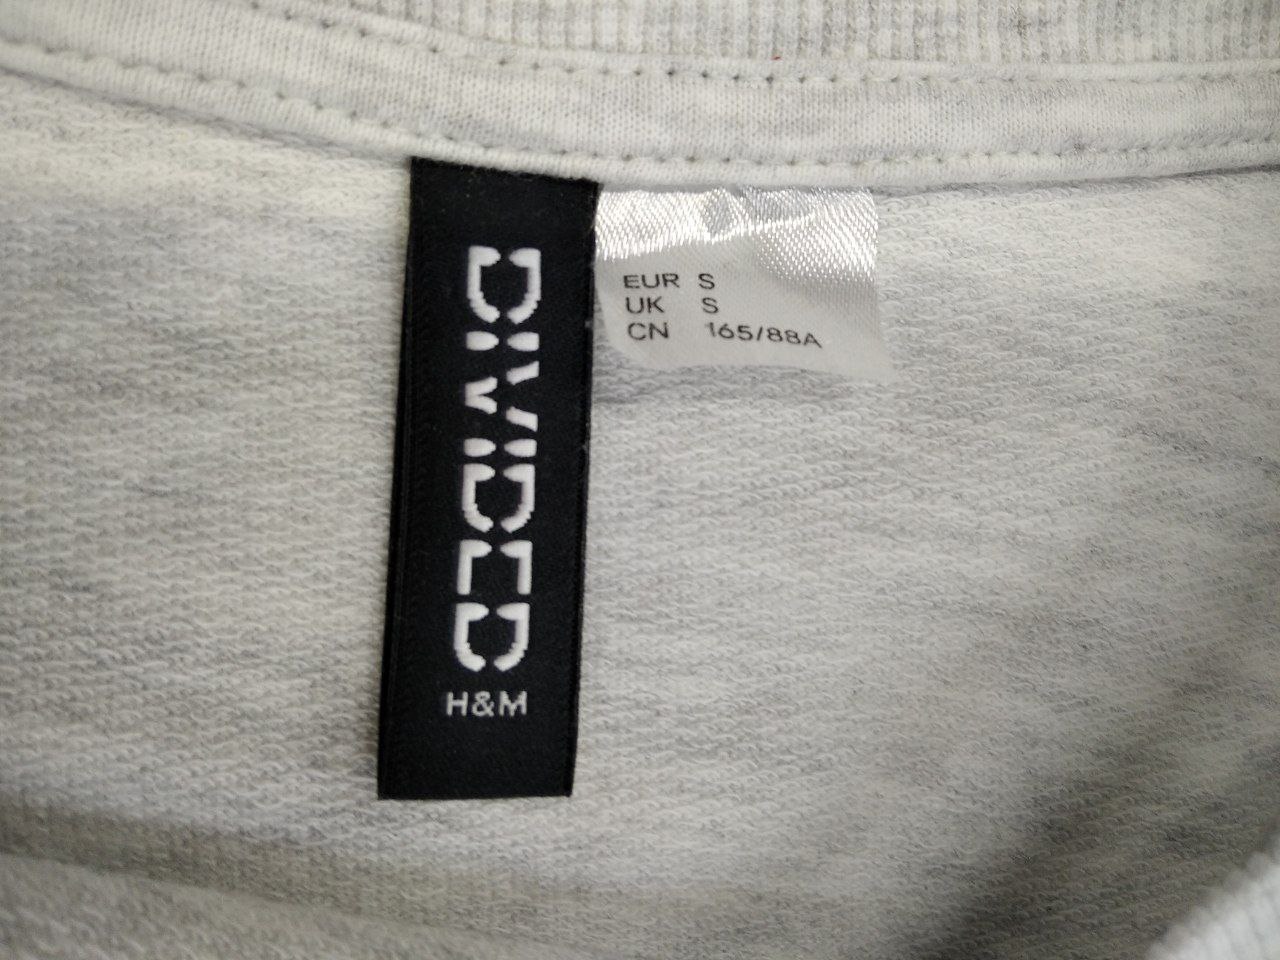 DIVIDED
H&M
EUR S
UK S
CN 165/88A